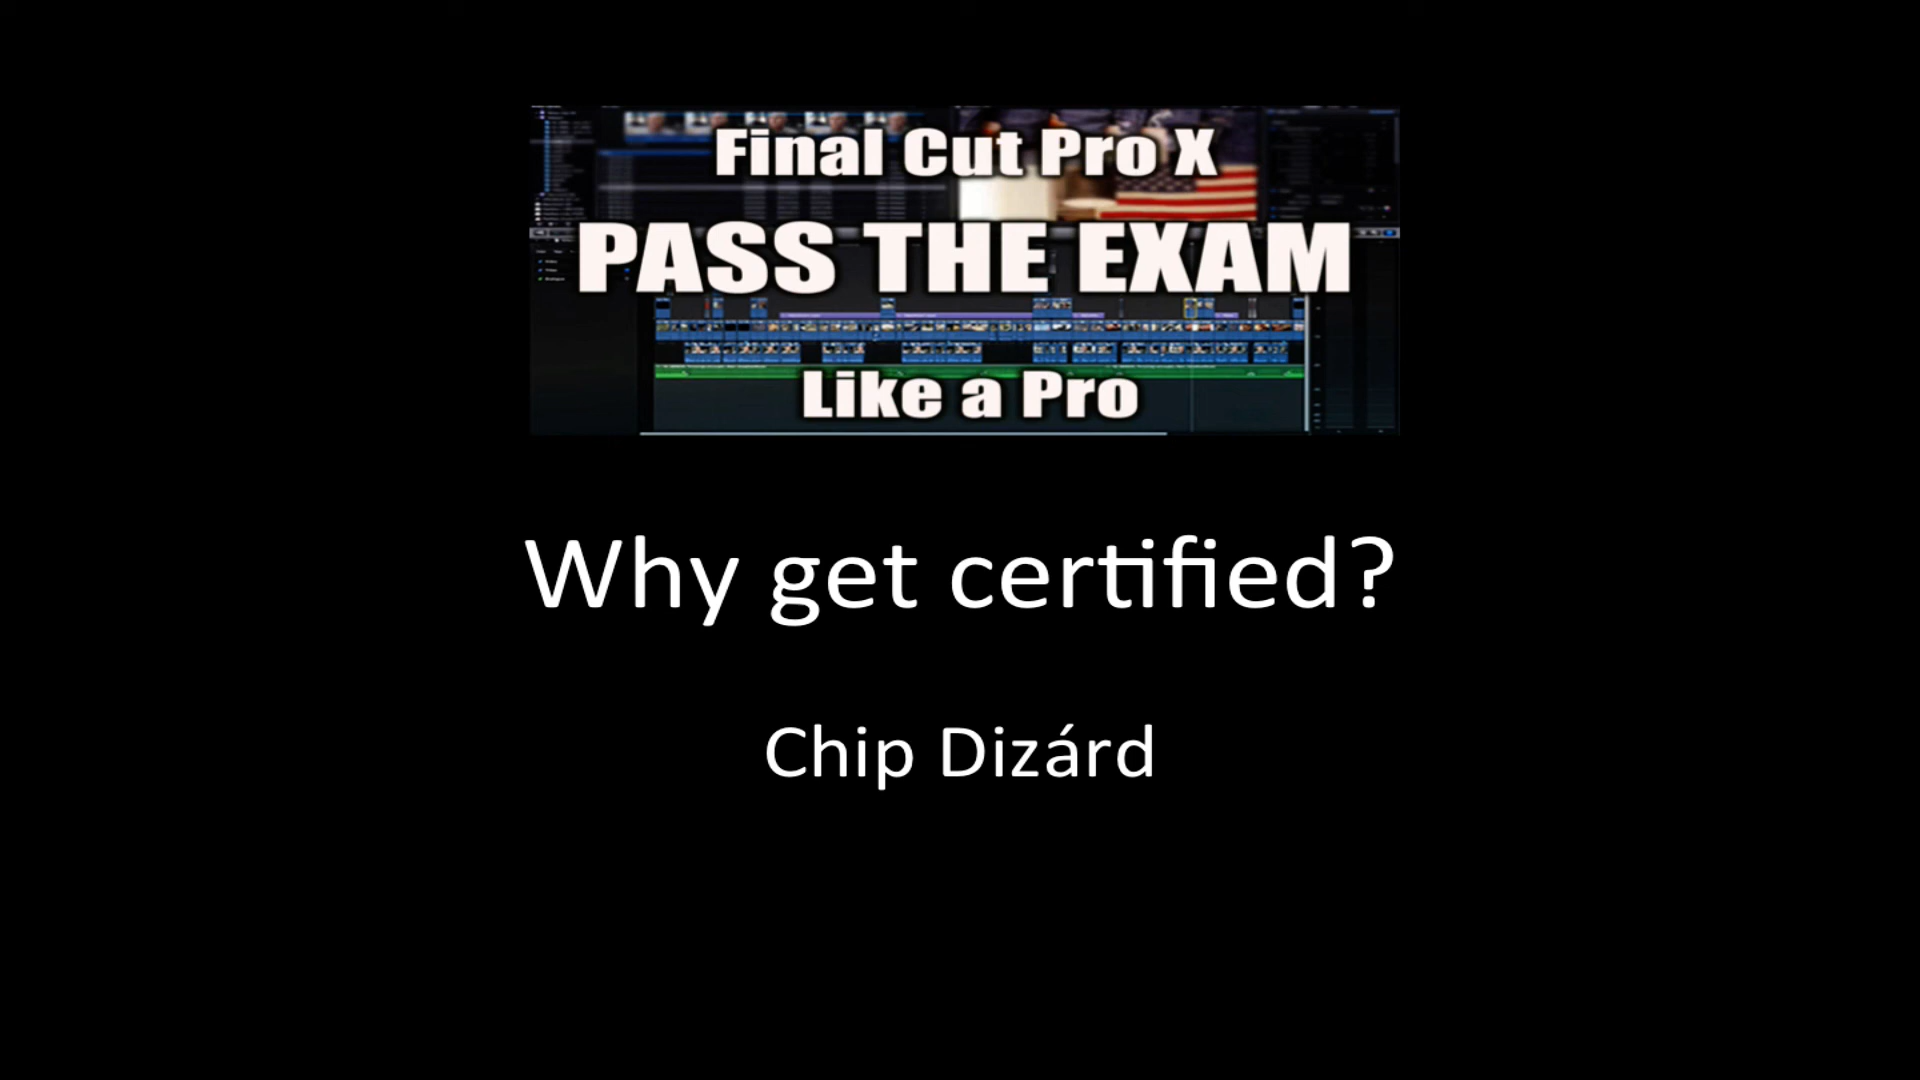 Final Cut Pro X
PASS THE EXAM
Like a Pro
Why get certified?
Chip Dizárd